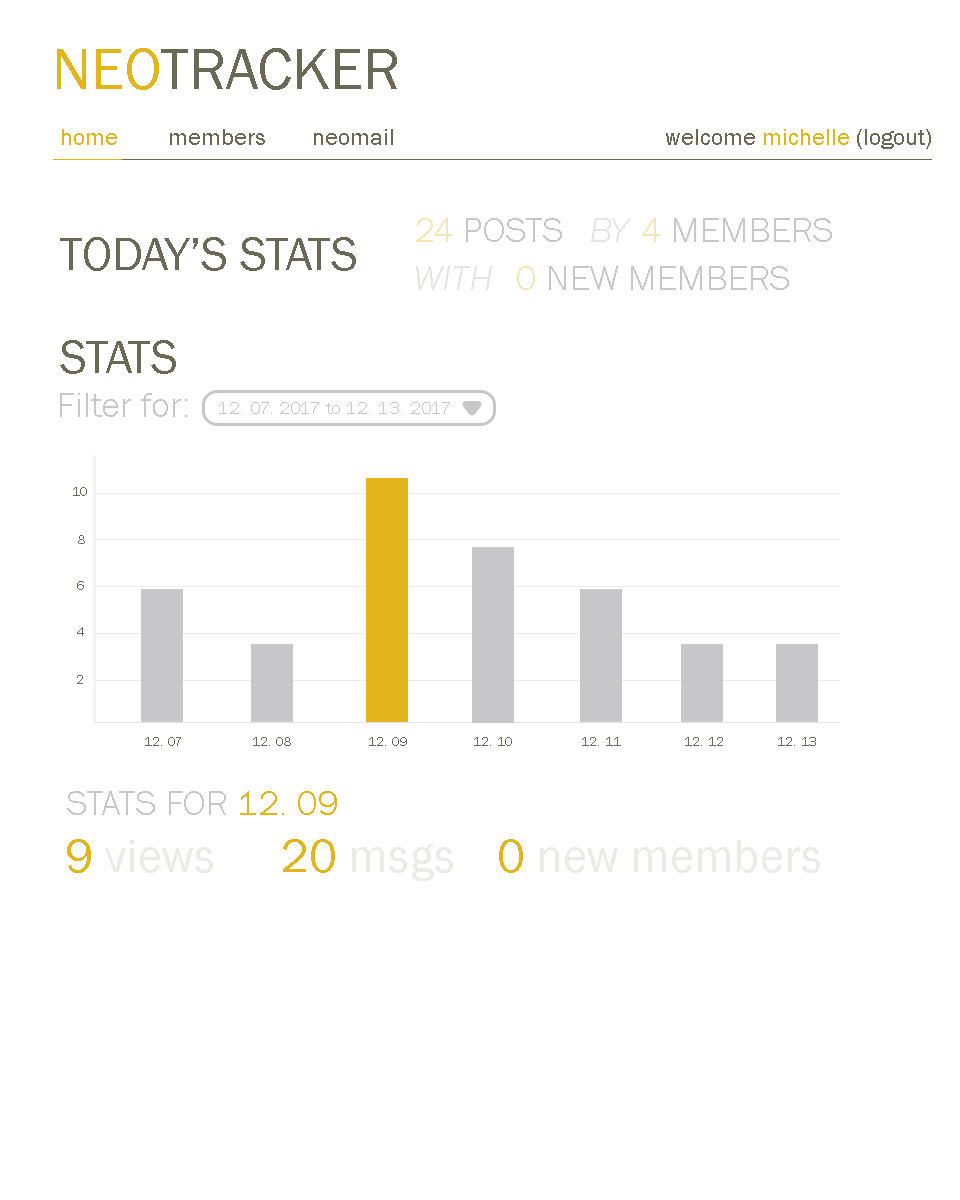 NEOTRACKER
home members neomail welcome michelle (logout)
TODAY'S STATS
24 POSTS BY 4 MEMBERS
WITH 0 NEW MEMBERS
STATS
Filter for: 12. 07. 2017 to 12. 13. 2017
10
8
6
4
2
12. 07 12. 08 12. 09 12. 10 12. 11 12. 12 12. 13
STATS FOR 12. 09
9 views 20 msgs 0 new members